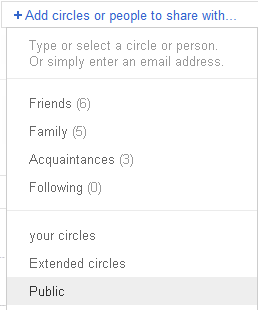 + Add circles or people to share with...
Type or select a circle or person.
Or simply enter an email address.
Friends (6)
Family (5)
Acquaintances (3)
Following (0)
your circles
Extended circles
Public